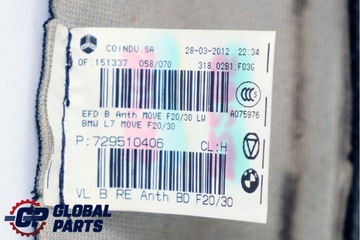 COINDU.SA 28-03-2012 22:34
OF:151337 058/070 318.02B1.F03G
A075976
EFD B Anth MOVE F20/30 LW
BMW L7 MOVE F20/30
P:729510406 CL:H
VL B RE Anth BD F20/30
GP GLOBAL
PARTS